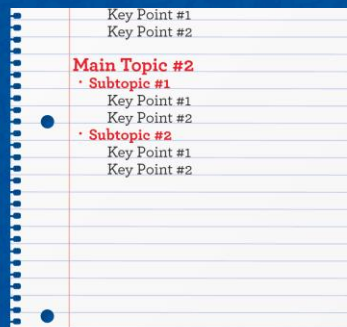 Key Point #1
Key Point #2
Main Topic #2
· Subtopic #1
Key Point #1
Key Point #2
· Subtopic #2
Key Point #1
Key Point #2